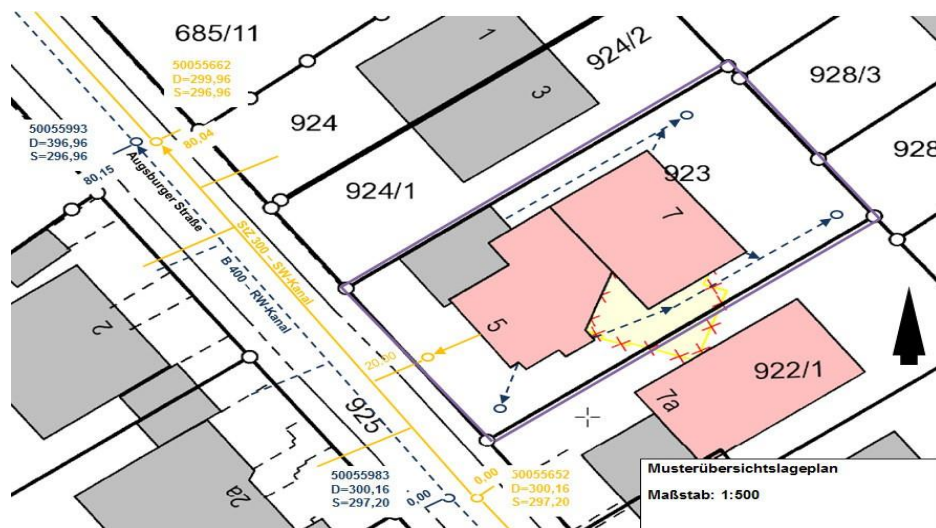 685/11
50055662
D=299,96
S=296,96
50055993
D=396,96
S=296,96
80,04
80,15
924
924/1
1
3
924/2
928/3
928
923
7
5
Augsburger Straße
StZ 300 – SW-Kanal
B 400 – RW-Kanal
20,00
2
925
2a
922/1
7a
50055983
D=300,16
S=297,20
0,00
0,00
50055652
D=300,16
S=297,20
Musterübersichtslageplan
Maßstab: 1:500